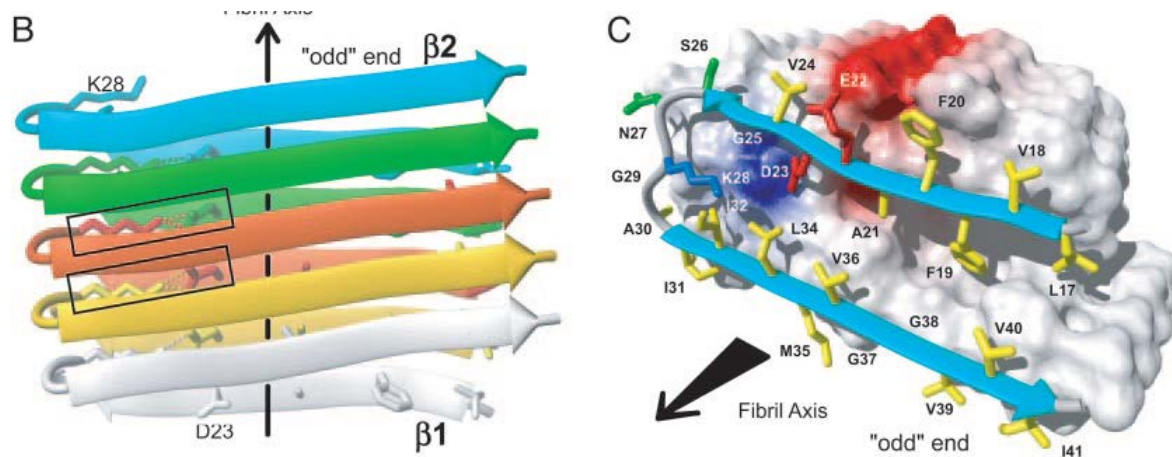 B
Fibril Axis
"odd" end
β2
K28
D23
β1
C
S26
V24
E22
F20
N27
G25
V18
G29
K28
D23
I32
A30
L34
A21
V36
F19
L17
I31
G38
M35
G37
V40
Fibril Axis
V39
"odd" end
I41